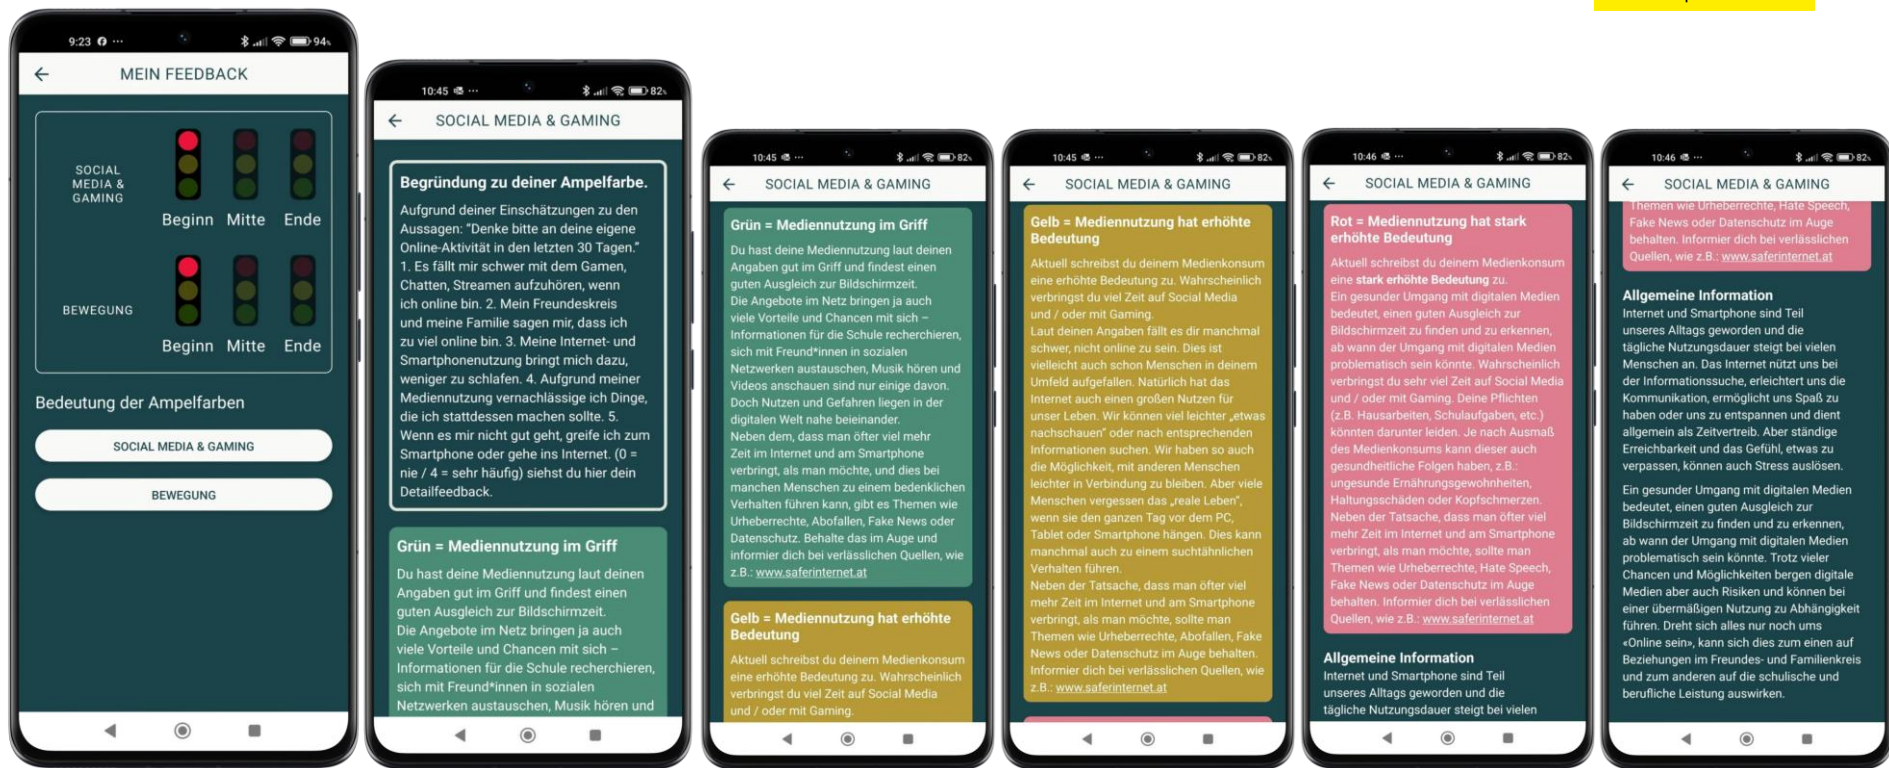 9:23
94
MEIN FEEDBACK
SOCIAL
MEDIA &
GAMING
Beginn Mitte Ende
BEWEGUNG
Beginn Mitte Ende
Bedeutung der Ampelfarben
SOCIAL MEDIA & GAMING
BEWEGUNG
10:45
82
SOCIAL MEDIA & GAMING
Begründung zu deiner Ampelfarbe.
Aufgrund deiner Einschätzungen zu den
Aussagen: "Denke bitte an deine eigene
Online-Aktivität in den letzten 30 Tagen."
1. Es fällt mir schwer mit dem Gamen,
Chatten, Streamen aufzuhören, wenn
ich online bin. 2. Mein Freundeskreis
und meine Familie sagen mir, dass ich
zu viel online bin. 3. Meine Internet- und
Smartphonenutzung bringt mich dazu,
weniger zu schlafen. 4. Aufgrund meiner
Mediennutzung vernachlässige ich Dinge,
die ich stattdessen machen sollte. 5.
Wenn es mir nicht gut geht, greife ich zum
Smartphone oder gehe ins Internet. (0 =
nie / 4 = sehr häufig) siehst du hier dein
Detailfeedback.
Grün = Mediennutzung im Griff
Du hast deine Mediennutzung laut deinen
Angaben gut im Griff und findest einen
guten Ausgleich zur Bildschirmzeit.
Die Angebote im Netz bringen ja auch
viele Vorteile und Chancen mit sich –
Informationen für die Schule recherchieren,
sich mit Freund*innen in sozialen
Netzwerken austauschen, Musik hören und
10:45
82
SOCIAL MEDIA & GAMING
Grün = Mediennutzung im Griff
Du hast deine Mediennutzung laut deinen
Angaben gut im Griff und findest einen
guten Ausgleich zur Bildschirmzeit.
Die Angebote im Netz bringen ja auch
viele Vorteile und Chancen mit sich –
Informationen für die Schule recherchieren,
sich mit Freund*innen in sozialen
Netzwerken austauschen, Musik hören und
Videos anschauen sind nur einige davon.
Doch Nutzen und Gefahren liegen in der
digitalen Welt nahe beieinander.
Neben dem, dass man öfter viel mehr
Zeit im Internet und am Smartphone
verbringt, als man möchte, und dies bei
manchen Menschen zu einem bedenklichen
Verhalten führen kann, gibt es Themen wie
Urheberrechte, Abofallen, Fake News oder
Datenschutz. Behalte das im Auge und
informier dich bei verlässlichen Quellen, wie
z.B.: www.saferinternet.at
Gelb = Mediennutzung hat erhöhte
Bedeutung
Aktuell schreibst du deinem Medienkonsum
eine erhöhte Bedeutung zu. Wahrscheinlich
verbringst du viel Zeit auf Social Media
und / oder mit Gaming.
10:45
82
SOCIAL MEDIA & GAMING
Gelb = Mediennutzung hat erhöhte
Bedeutung
Aktuell schreibst du deinem Medienkonsum
eine erhöhte Bedeutung zu. Wahrscheinlich
verbringst du viel Zeit auf Social Media
und / oder mit Gaming.
Laut deinen Angaben fällt es dir manchmal
schwer, nicht online zu sein. Dies ist
vielleicht auch schon Menschen in deinem
Umfeld aufgefallen. Natürlich hat das
Internet auch einen großen Nutzen für
unser Leben. Wir können viel leichter „etwas
nachschauen" oder nach entsprechenden
Informationen suchen. Wir haben so auch
die Möglichkeit, mit anderen Menschen
leichter in Verbindung zu bleiben. Aber viele
Menschen vergessen das „reale Leben",
wenn sie den ganzen Tag vor dem PC,
Tablet oder Smartphone hängen. Dies kann
manchmal auch zu einem suchtähnlichen
Verhalten führen.
Neben der Tatsache, dass man öfter viel
mehr Zeit im Internet und am Smartphone
verbringt, als man möchte, sollte man
Themen wie Urheberrechte, Abofallen, Fake
News oder Datenschutz im Auge behalten.
Informier dich bei verlässlichen Quellen, wie
z.B.: www.saferinternet.at
10:46
82
SOCIAL MEDIA & GAMING
Rot = Mediennutzung hat stark
erhöhte Bedeutung
Aktuell schreibst du deinem Medienkonsum
eine stark erhöhte Bedeutung zu.
Ein gesunder Umgang mit digitalen Medien
bedeutet, einen guten Ausgleich zur
Bildschirmzeit zu finden und zu erkennen,
ab wann der Umgang mit digitalen Medien
problematisch sein könnte. Wahrscheinlich
verbringst du sehr viel Zeit auf Social Media
und / oder mit Gaming. Deine Pflichten
(z.B. Hausarbeiten, Schulaufgaben, etc.)
könnten darunter leiden. Je nach Ausmaß
des Medienkonsums kann dieser auch
gesundheitliche Folgen haben, z.B.:
ungesunde Ernährungsgewohnheiten,
Haltungsschäden oder Kopfschmerzen.
Neben der Tatsache, dass man öfter viel
mehr Zeit im Internet und am Smartphone
verbringt, als man möchte, sollte man
Themen wie Urheberrechte, Hate Speech,
Fake News oder Datenschutz im Auge
behalten. Informier dich bei verlässlichen
Quellen, wie z.B.: www.saferinternet.at
Allgemeine Information
Internet und Smartphone sind Teil
unseres Alltags geworden und die
tägliche Nutzungsdauer steigt bei vielen
10:46
82
SOCIAL MEDIA & GAMING
Themen wie Urheberrechte, Hate Speech,
Fake News oder Datenschutz im Auge
behalten. Informier dich bei verlässlichen
Quellen, wie z.B.: www.saferinternet.at
Allgemeine Information
Internet und Smartphone sind Teil
unseres Alltags geworden und die
tägliche Nutzungsdauer steigt bei vielen
Menschen an. Das Internet nützt uns bei
der Informationssuche, erleichtert uns die
Kommunikation, ermöglicht uns Spaß zu
haben oder uns zu entspannen und dient
allgemein als Zeitvertreib. Aber ständige
Erreichbarkeit und das Gefühl, etwas zu
verpassen, können auch Stress auslösen.
Ein gesunder Umgang mit digitalen Medien
bedeutet, einen guten Ausgleich zur
Bildschirmzeit zu finden und zu erkennen,
ab wann der Umgang mit digitalen Medien
problematisch sein könnte. Trotz vieler
Chancen und Möglichkeiten bergen digitale
Medien aber auch Risiken und können bei
einer übermäßigen Nutzung zu Abhängigkeit
führen. Dreht sich alles nur noch ums
«Online sein», kann sich dies zum einen auf
Beziehungen im Freundes- und Familienkreis
und zum anderen auf die schulische und
berufliche Leistung auswirken.